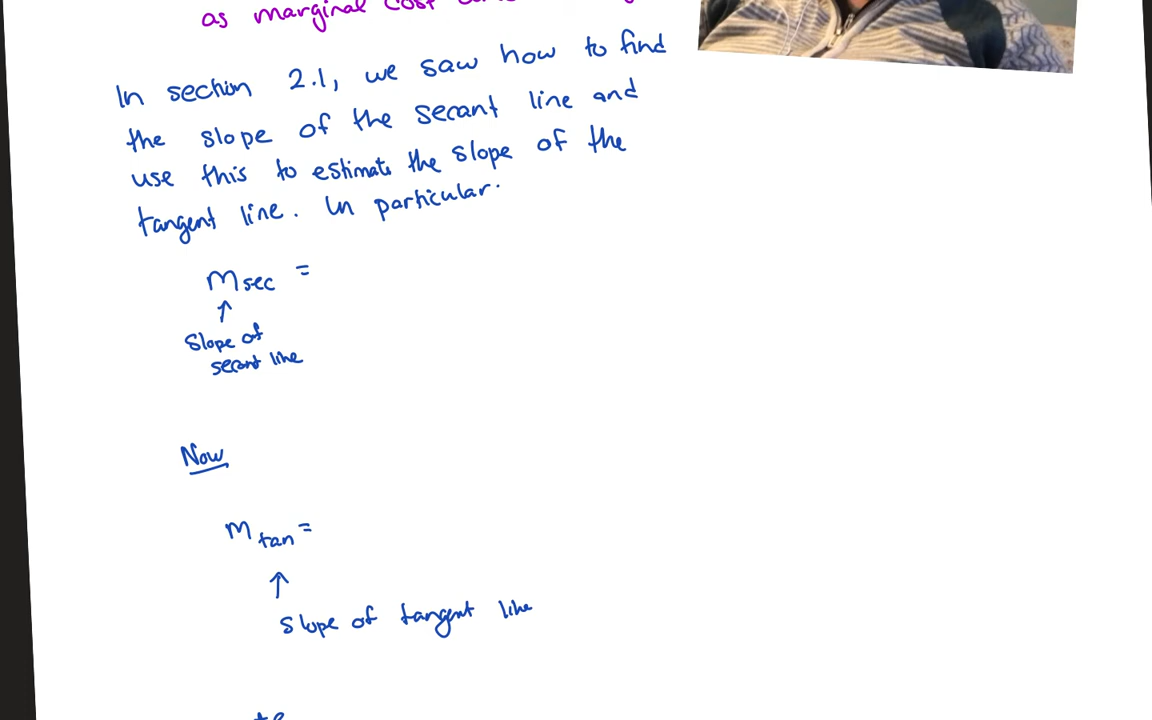 as marginal cost
In section 2.1, we saw how to find
the slope of the secant line and
use this to estimate the slope of the
tangent line. In particular.
Msec =
↑
Slope of
secant line
Now
m tan =
↑
Slope of tangent line